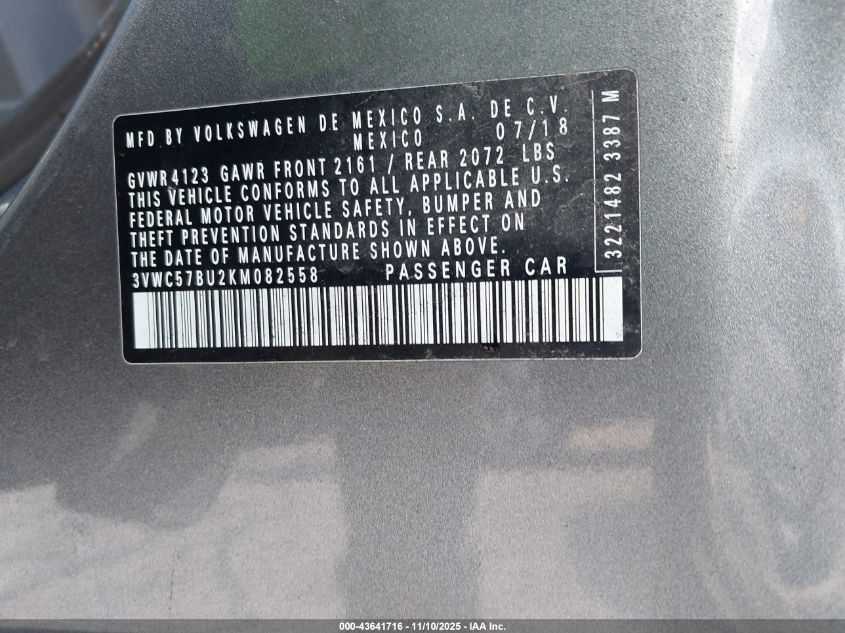 MFD BY VOLKSWAGEN DE MEXICO S.A. DE C.V.
MEXICO 07/18
GVWR 4123 GAWR FRONT 2161 / REAR 2072 LBS
THIS VEHICLE CONFORMS TO ALL APPLICABLE U.S.
FEDERAL MOTOR VEHICLE SAFETY, BUMPER AND
THEFT PREVENTION STANDARDS IN EFFECT ON
THE DATE OF MANUFACTURE SHOWN ABOVE.
3VWC57BU2KM082558 PASSENGER CAR
3221482 3387 M
000-43641716 - 11/10/2025 - IAA Inc.